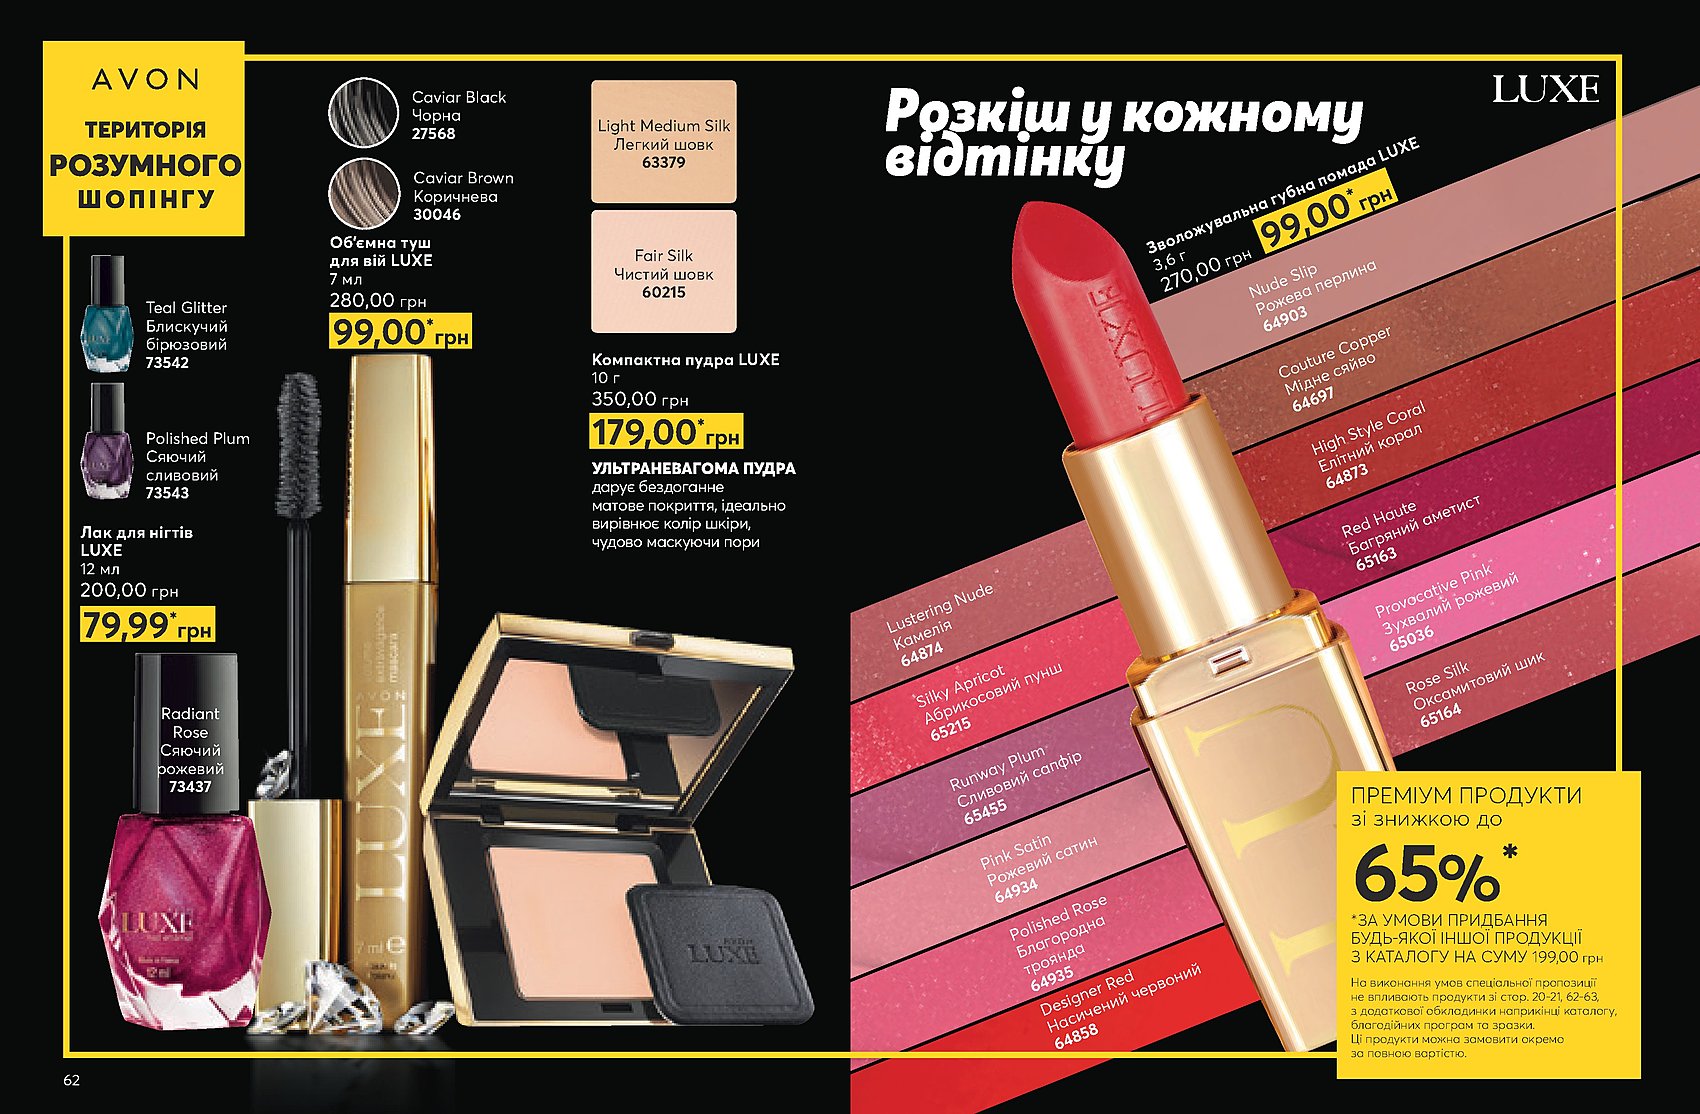 AVON
ТЕРИТОРІЯ
РОЗУМНОГО
ШОПІНГУ
Teal Glitter
Блискучий
бірюзовий
73542
Polished Plum
Сяючий
сливовий
73543
Лак для нігтів
LUXE
12 мл
200,00 грн
79,99* грн
Radiant
Rose
Сяючий
рожевий
73437
LUXE
12 ml
Caviar Black
Чорна
27568
Caviar Brown
Коричнева
30046
Об'ємна туш
для вій LUXE
7 мл
280,00 грн
99,00* грн
mascara
AVON
LUXE
7 ml e
Light Medium Silk
Легкий шовк
63379
Fair Silk
Чистий шовк
60215
Компактна пудра LUXE
10 г
350,00 грн
179,00* грн
УЛЬТРАНЕВАГОМА ПУДРА
дарує бездоганне
матове покриття, ідеально
вирівнює колір шкіри,
чудово маскуючи пори
LUXE
62
LUXE
Розкіш у кожному
відтінку
Зволожувальна губна помада LUXE
3,6 г
270,00 грн 99,00* грн
LUXE
Nude Slip
Рожева перлина
64903
Couture Copper
Мідне сяйво
64697
High Style Coral
Елітний корал
64873
Red Haute
Багряний аметист
65163
Provocative Pink
Зухвалий рожевий
65036
Rose Silk
Оксамитовий шик
65164
Lustering Nude
Камелія
64874
*Silky Apricot
Абрикосовий пунш
65215
Runway Plum
Сливовий сапфір
65455
Pink Satin
Рожевий сатин
64934
Polished Rose
Благородна
троянда
64935
Designer Red
Насичений червоний
64858
ПРЕМІУМ ПРОДУКТИ
ЗІ ЗНИЖКОЮ ДО
65%*
*ЗА УМОВИ ПРИДБАННЯ
БУДЬ-ЯКОЇ ІНШОЇ ПРОДУКЦІЇ
З КАТАЛОГУ НА СУМУ 199,00 грн
На виконання умов спеціальної пропозиції
не впливають продукти зі стор. 20-21, 62-63,
з додаткової обкладинки наприкінці каталогу,
благодійних програм та зразки.
Ці продукти можна замовити окремо
за повною вартістю.